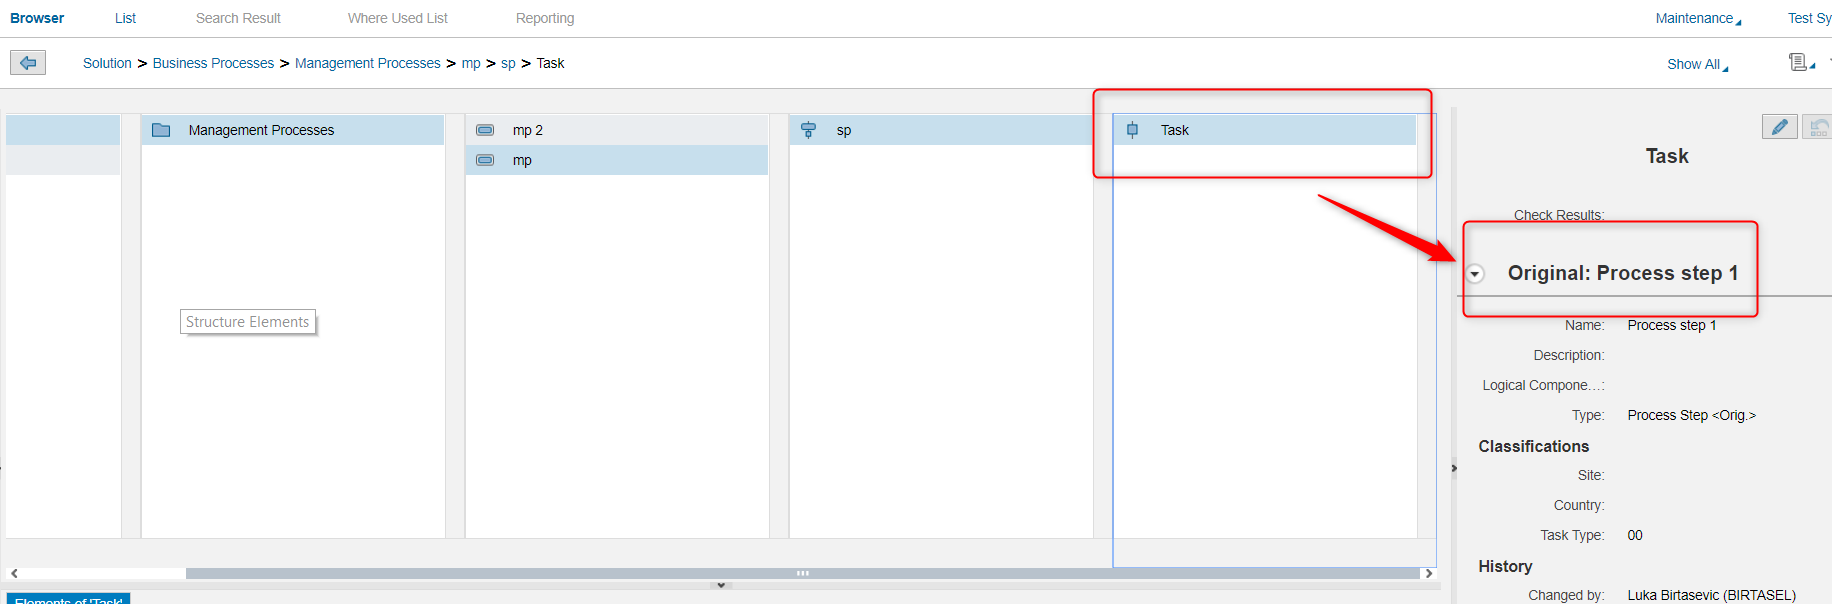 Browser List Search Result Where Used List Reporting Maintenance Test Sy
Solution > Business Processes > Management Processes > mp > sp > Task Show All
Management Processes mp 2 sp Task
mp
Task
Check Results:
Original: Process step 1
Structure Elements
Name: Process step 1
Description:
Logical Compone...:
Type: Process Step <Orig.>
Classifications
Site:
Country:
Task Type: 00
History
Changed by: Luka Birtasevic (BIRTASEL)
Elements of 'Task'